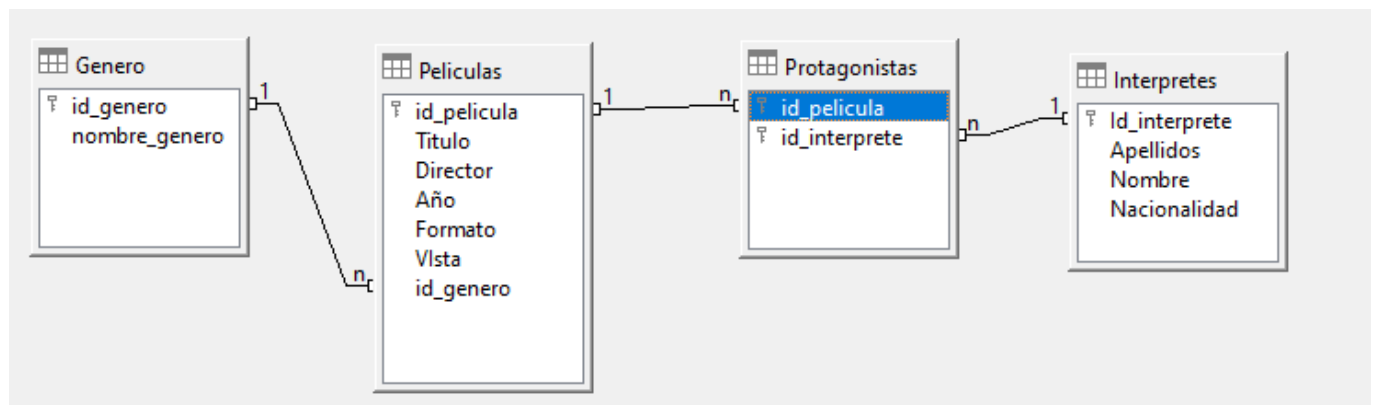 Genero
id_genero
nombre_genero
1
n
Peliculas
id_pelicula
Titulo
Director
Año
Formato
VIsta
id_genero
1
n
Protagonistas
id_pelicula
id_interprete
n
1
Interpretes
Id_interprete
Apellidos
Nombre
Nacionalidad